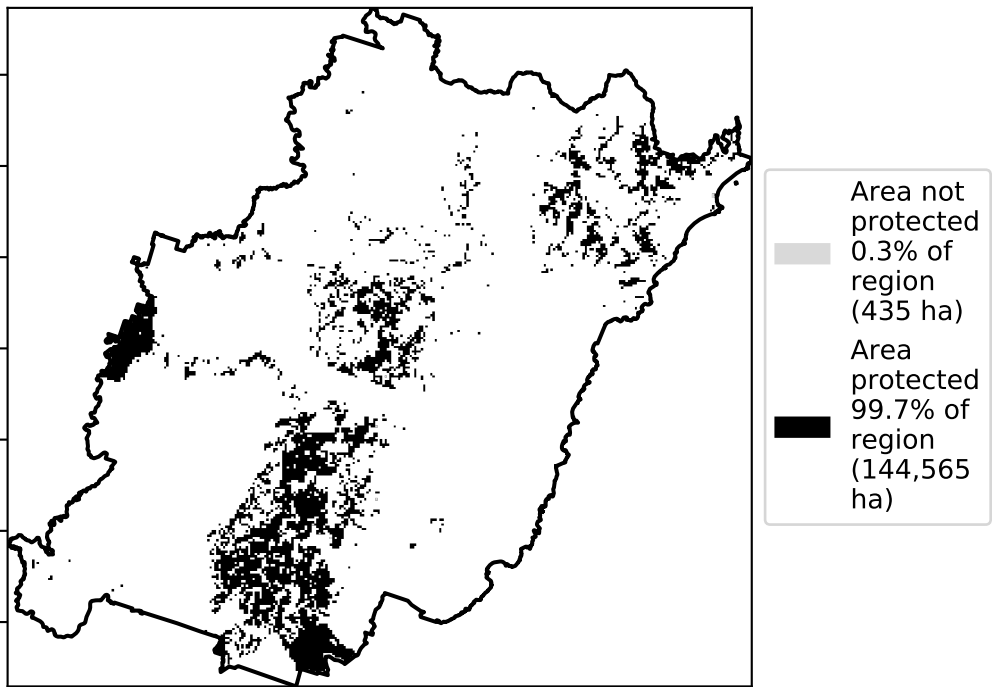 Area not
protected
0.3% of
region
(435 ha)
Area
protected
99.7% of
region
(144,565
ha)